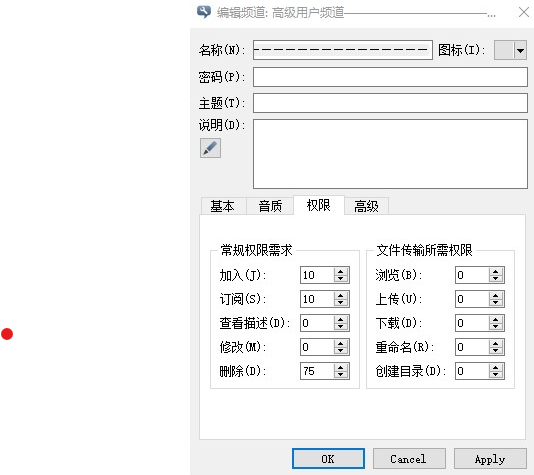 编辑频道: 高级用户频道————————————...
名称(N): --------------- 图标(I):
密码(P):
主题(T):
说明(D):
基本 音质 权限 高级
常规权限需求
加入(J): 10
订阅(S): 10
查看描述(D): 0
修改(M): 0
删除(D): 75
文件传输所需权限
浏览(B): 0
上传(U): 0
下载(D): 0
重命名(R): 0
创建目录(D): 0
OK Cancel Apply